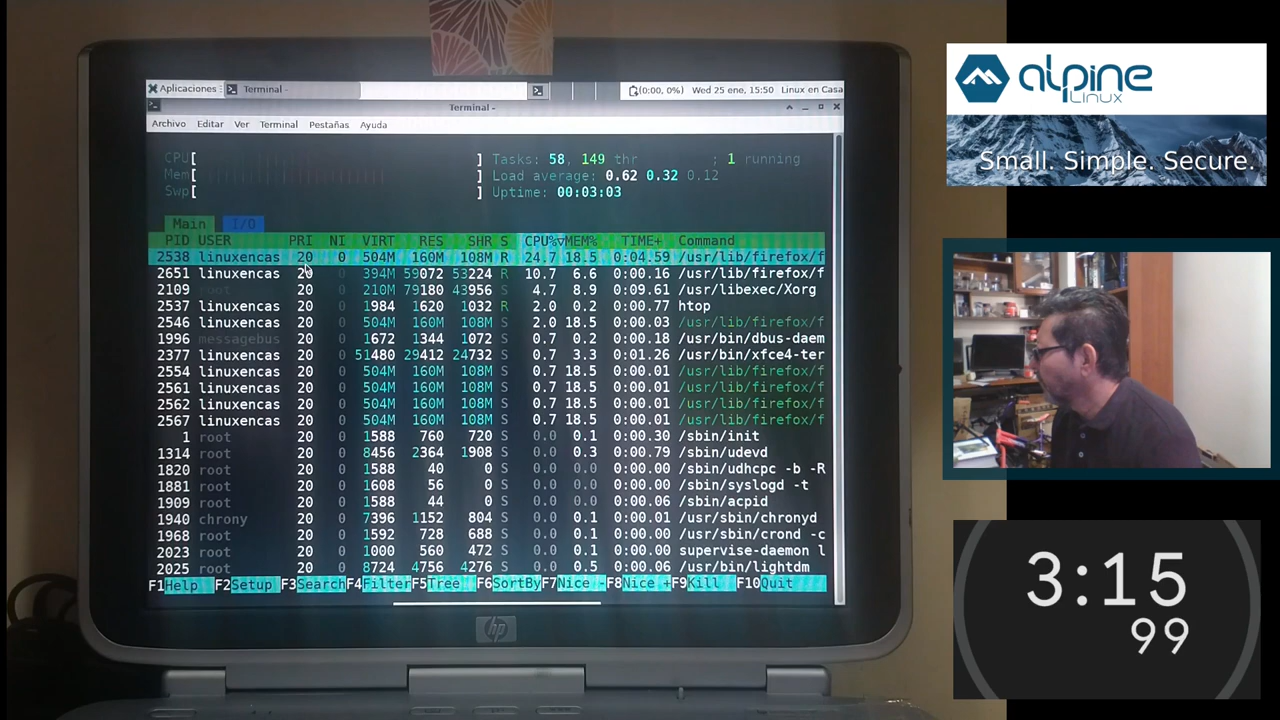 Aplicaciones
Terminal -
(0:00, 0%)
Wed 25 ene, 15:50
Linux en Casa
Terminal -
Archivo Editar Ver Terminal Pestañas Ayuda
CPU[ ] Tasks: 58, 149 thr ; 1 running
Mem[ ] Load average: 0.62 0.32 0.12
Swp[ ] Uptime: 00:03:03
Main I/O
PID USER PRI NI VIRT RES SHR S CPU%▽MEM% TIME+ Command
2538 linuxencas 20 0 504M 160M 108M R 24.7 18.5 0:04.59 /usr/lib/firefox/f
2651 linuxencas 20 0 394M 59072 53224 R 10.7 6.6 0:00.16 /usr/lib/firefox/f
2109 root 20 0 210M 79180 43956 S 4.7 8.9 0:09.61 /usr/libexec/Xorg
2537 linuxencas 20 0 1984 1620 1032 R 2.0 0.2 0:00.77 htop
2546 linuxencas 20 0 504M 160M 108M S 2.0 18.5 0:00.03 /usr/lib/firefox/f
1996 messagebus 20 0 1672 1344 1072 S 0.7 0.2 0:00.18 /usr/bin/dbus-daem
2377 linuxencas 20 0 51480 29412 24732 S 0.7 3.3 0:01.26 /usr/bin/xfce4-ter
2554 linuxencas 20 0 504M 160M 108M S 0.7 18.5 0:00.01 /usr/lib/firefox/f
2561 linuxencas 20 0 504M 160M 108M S 0.7 18.5 0:00.01 /usr/lib/firefox/f
2562 linuxencas 20 0 504M 160M 108M S 0.7 18.5 0:00.01 /usr/lib/firefox/f
2567 linuxencas 20 0 504M 160M 108M S 0.7 18.5 0:00.01 /usr/lib/firefox/f
1 root 20 0 1588 760 720 S 0.0 0.1 0:00.30 /sbin/init
1314 root 20 0 8456 2364 1908 S 0.0 0.3 0:00.79 /sbin/udevd
1820 root 20 0 1588 40 0 S 0.0 0.0 0:00.00 /sbin/udhcpc -b -R
1881 root 20 0 1608 56 0 S 0.0 0.0 0:00.01 /sbin/syslogd -t
1909 root 20 0 1588 44 0 S 0.0 0.0 0:00.00 /sbin/acpid
1940 chrony 20 0 7396 1152 804 S 0.0 0.1 0:00.01 /usr/sbin/chronyd
1968 root 20 0 1592 728 688 S 0.0 0.1 0:00.00 /usr/sbin/crond -c
2023 root 20 0 1000 560 472 S 0.0 0.1 0:00.00 supervise-daemon l
2025 root 20 0 8724 4756 4276 S 0.0 0.5 0:00.06 /usr/bin/lightdm
F1Help F2Setup F3SearchF4FilterF5Tree F6SortByF7Nice -F8Nice +F9Kill F10Quit
hp
alpine
Linux
Small. Simple. Secure.
3:15
99